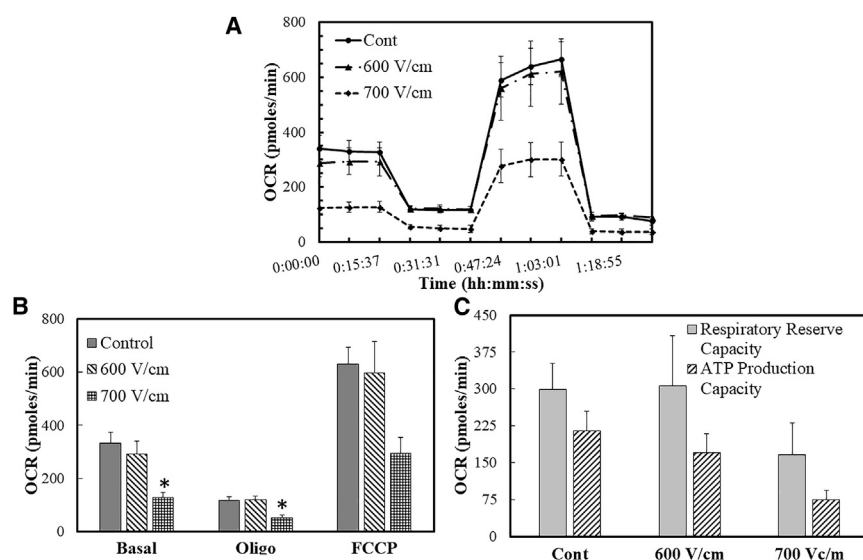 A
800
600
400
200
0
OCR (pmoles/min)
Cont
600 V/cm
700 V/cm
0:00:00
0:15:37
0:31:31
0:47:24
1:03:01
1:18:55
Time (hh:mm:ss)
B
800
600
400
200
0
OCR (pmoles/min)
Control
600 V/cm
700 V/cm
*
*
Basal
Oligo
FCCP
C
450
375
300
225
150
75
0
OCR (pmoles/min)
Respiratory Reserve
Capacity
ATP Production
Capacity
Cont
600 V/cm
700 Vc/m